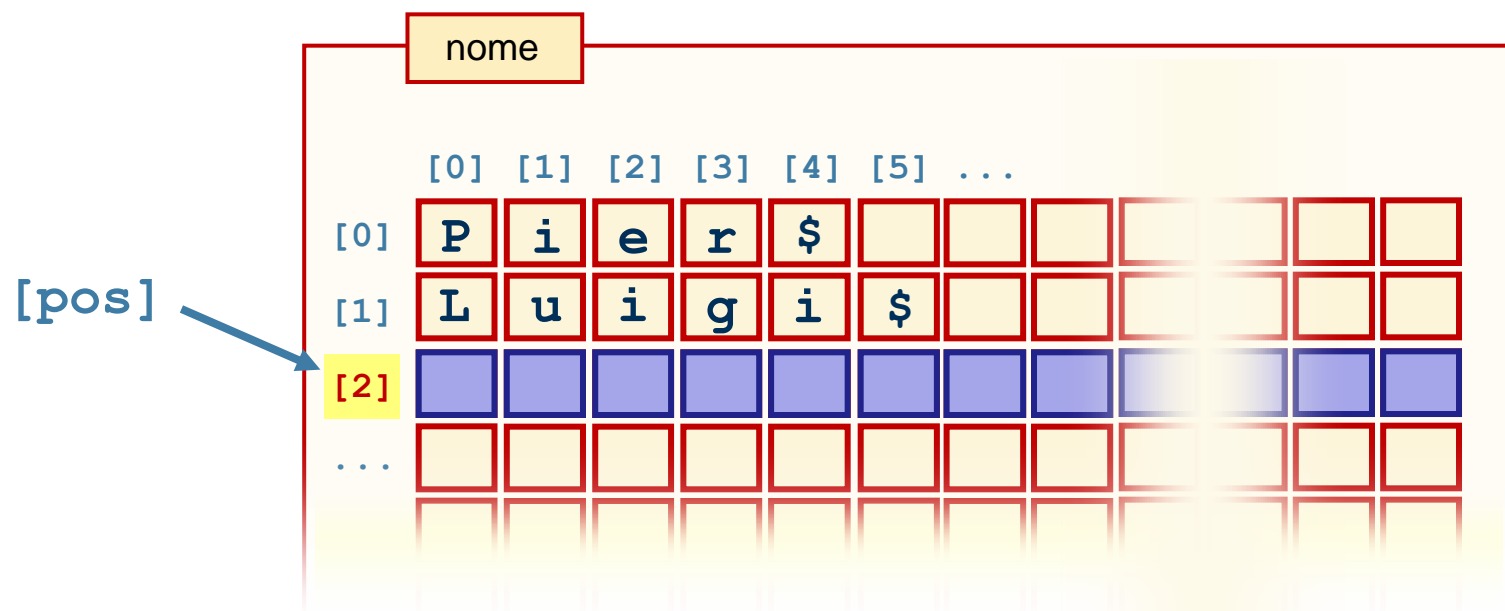 nome
[0] [1] [2] [3] [4] [5] ...
[0] P i e r $
[pos]
[1] L u i g i $
[2]
...